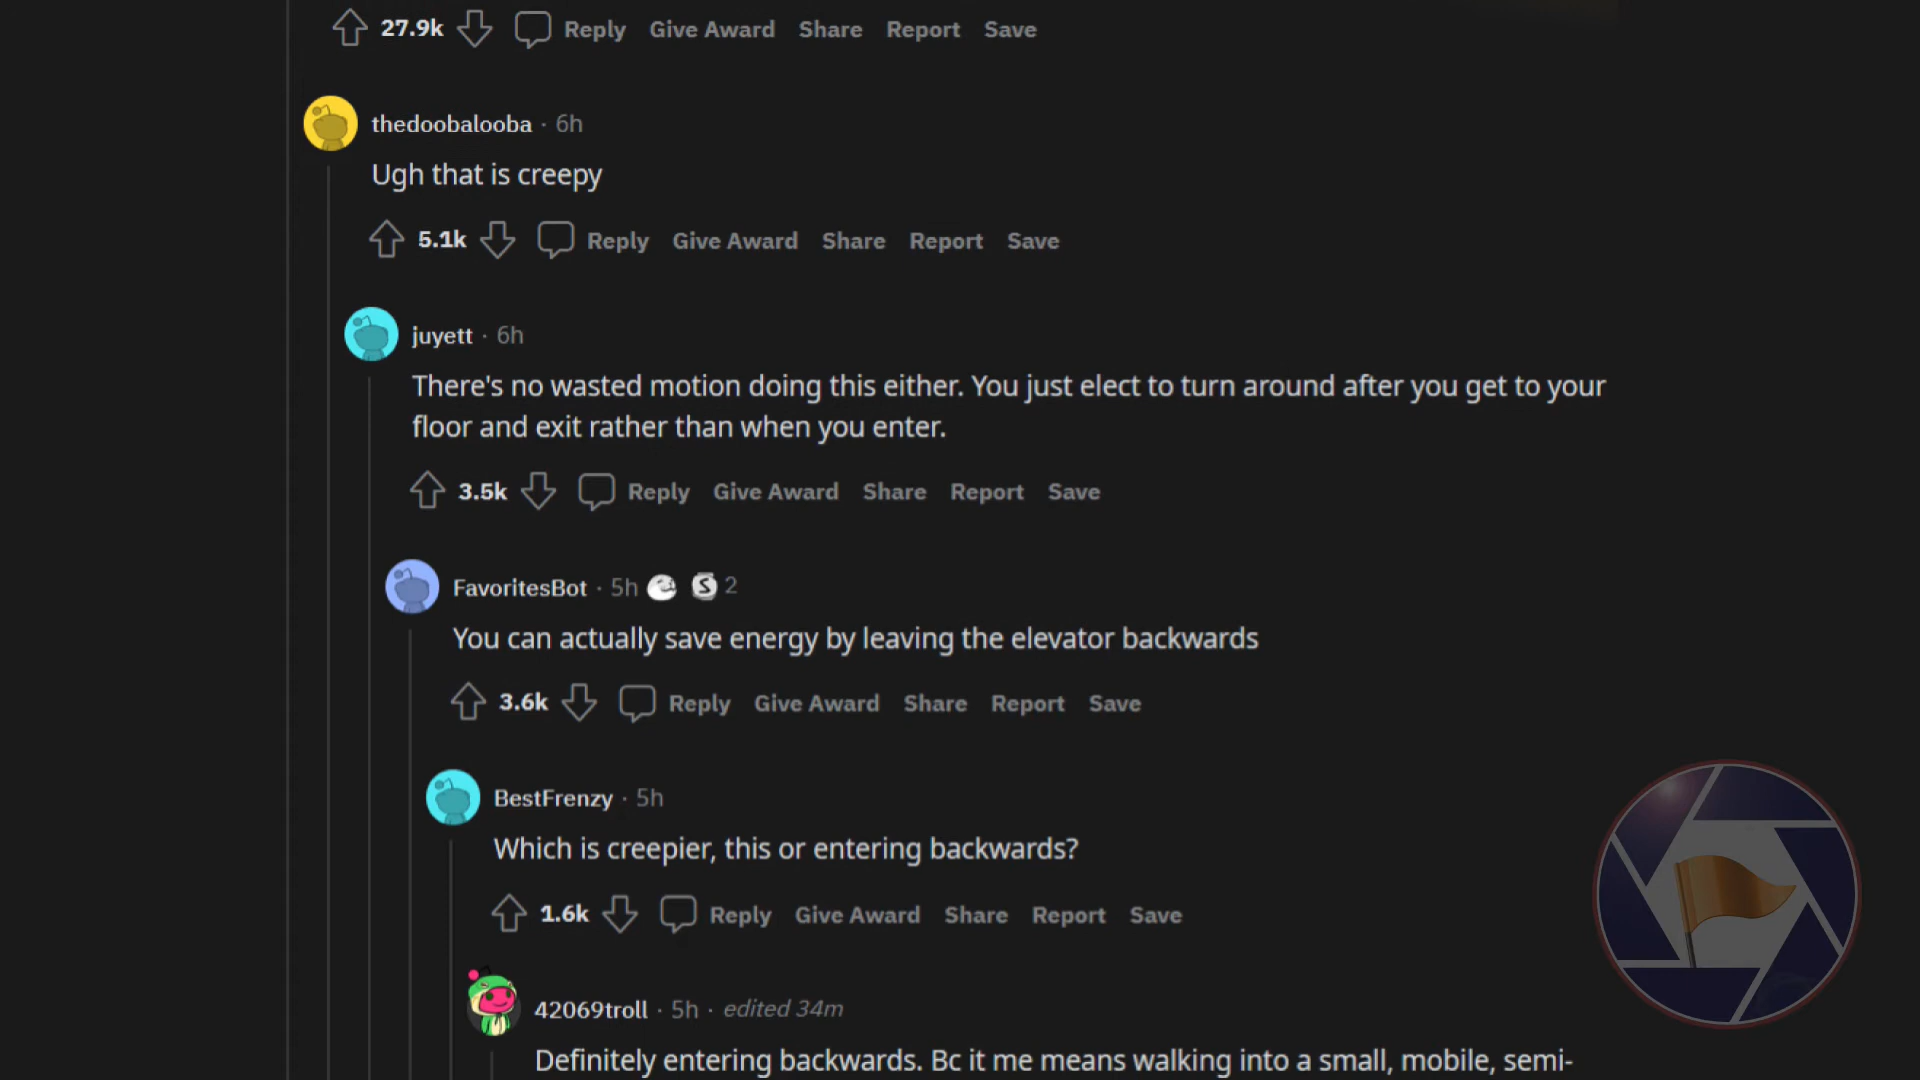 27.9k Reply Give Award Share Report Save
thedoobalooba · 6h
Ugh that is creepy
5.1k Reply Give Award Share Report Save
juyett · 6h
There's no wasted motion doing this either. You just elect to turn around after you get to your
floor and exit rather than when you enter.
3.5k Reply Give Award Share Report Save
FavoritesBot · 5h S 2
You can actually save energy by leaving the elevator backwards
3.6k Reply Give Award Share Report Save
BestFrenzy · 5h
Which is creepier, this or entering backwards?
1.6k Reply Give Award Share Report Save
42069troll · 5h · edited 34m
Definitely entering backwards. Bc it me means walking into a small, mobile, semi-